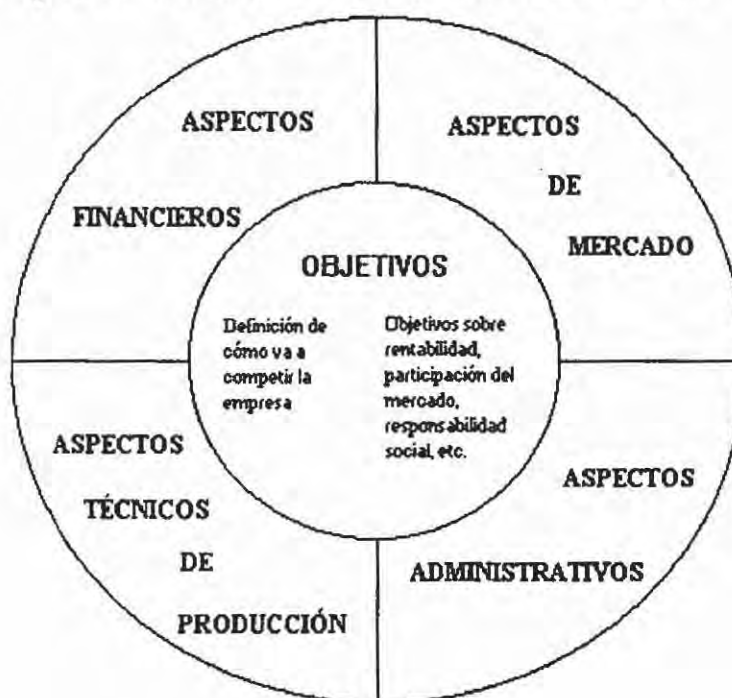 ASPECTOS
FINANCIEROS
ASPECTOS
DE
MERCADO
OBJETIVOS
Definición de
cómo va a
competir la
empresa
Objetivos sobre
rentabilidad,
participación del
mercado,
responsabilidad
social, etc.
ASPECTOS
TÉCNICOS
DE
PRODUCCIÓN
ASPECTOS
ADMINISTRATIVOS